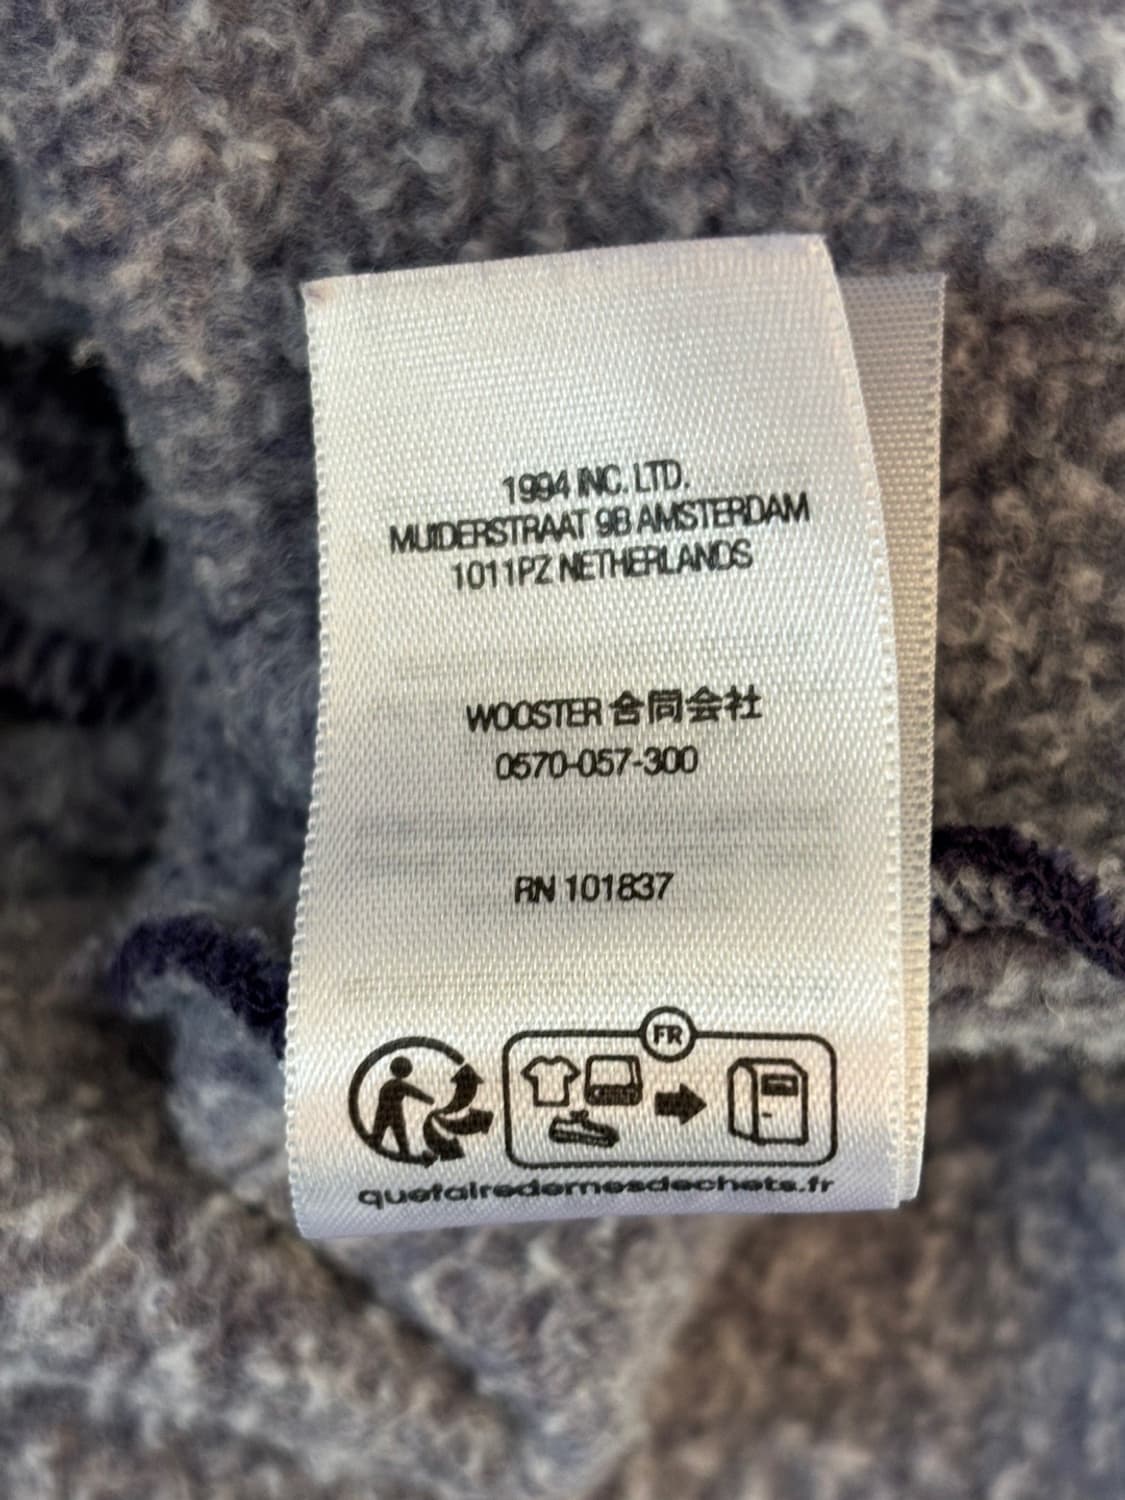 1994 INC. LTD.
MUIDERSTRAAT 9B AMSTERDAM
1011PZ NETHERLANDS
WOOSTER 合同会社
0570-057-300
RN 101837
FR
quefairedemesdechets.fr